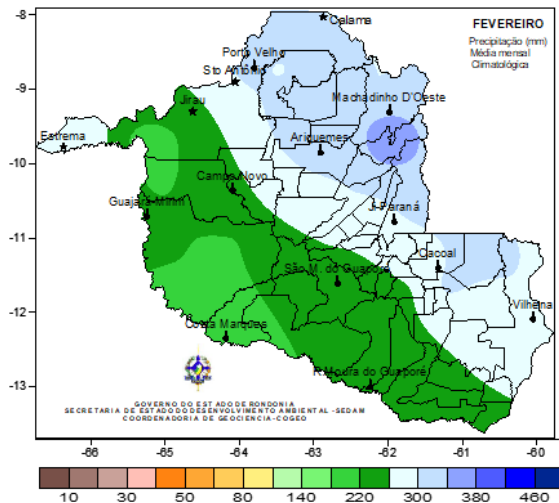 FEVEREIRO
Precipitação (mm)
Média mensal
Climatológica
-8
Calama
Porto Velho
Sto Antônio
-9
Jirau
Machadinho D'Oeste
Estrema
Ariquemes
-10
Campo Novo
Guajará-Mirim
Ji Paraná
-11
Cacoal
São M. do Guaporé
-12
Vilhena
Costa Marques
-13
P. Moura do Guaporé
GOVERNO DO ESTADO DE RONDONIA
SECRETARIA DE ESTADO DO DESENVOLVIMENTO AMBIENTAL -SEDAM
COORDENADORIA DE GEOCIENCIA-COGEO
-66 -65 -64 -63 -62 -61 -60
10 30 50 80 140 220 300 380 460